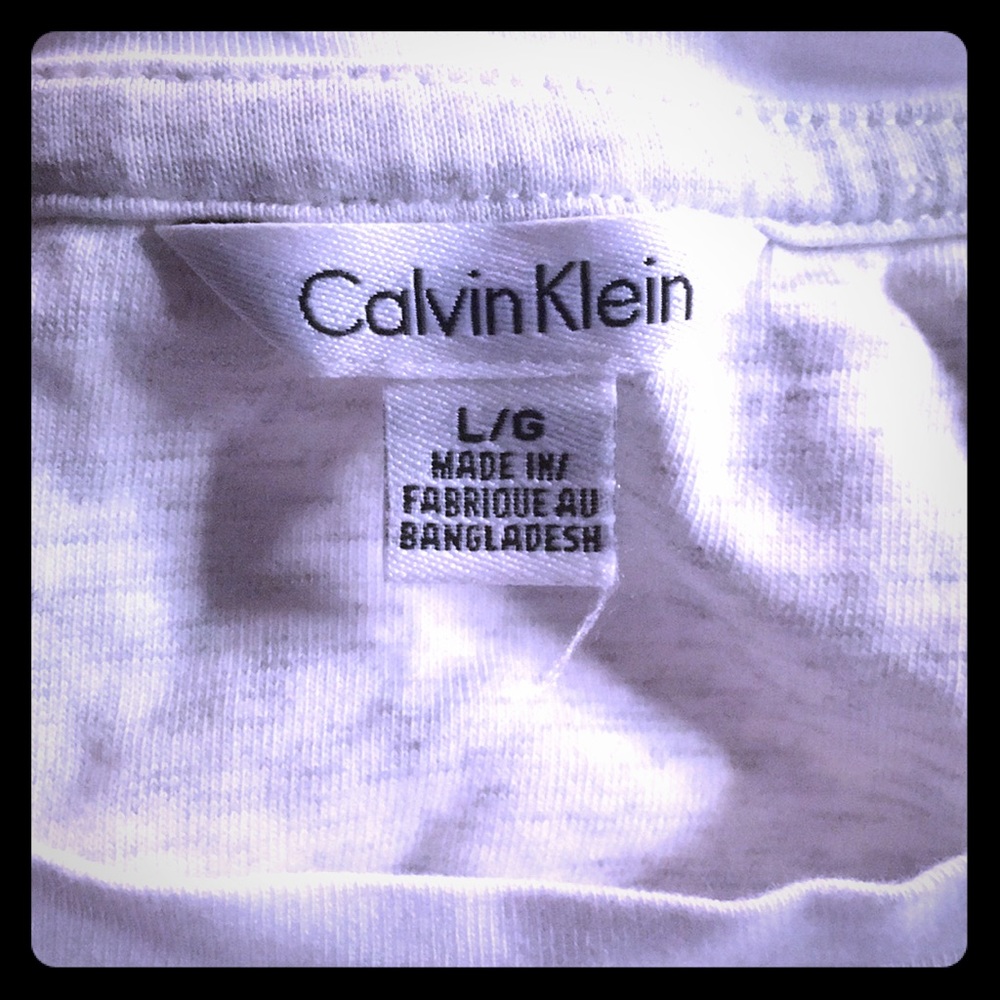 Calvin Klein
L/G
MADE IN/
FABRIQUE AU
BANGLADESH